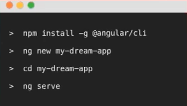 > npm install -g @angular/cli
> ng new my-dream-app
> cd my-dream-app
> ng serve